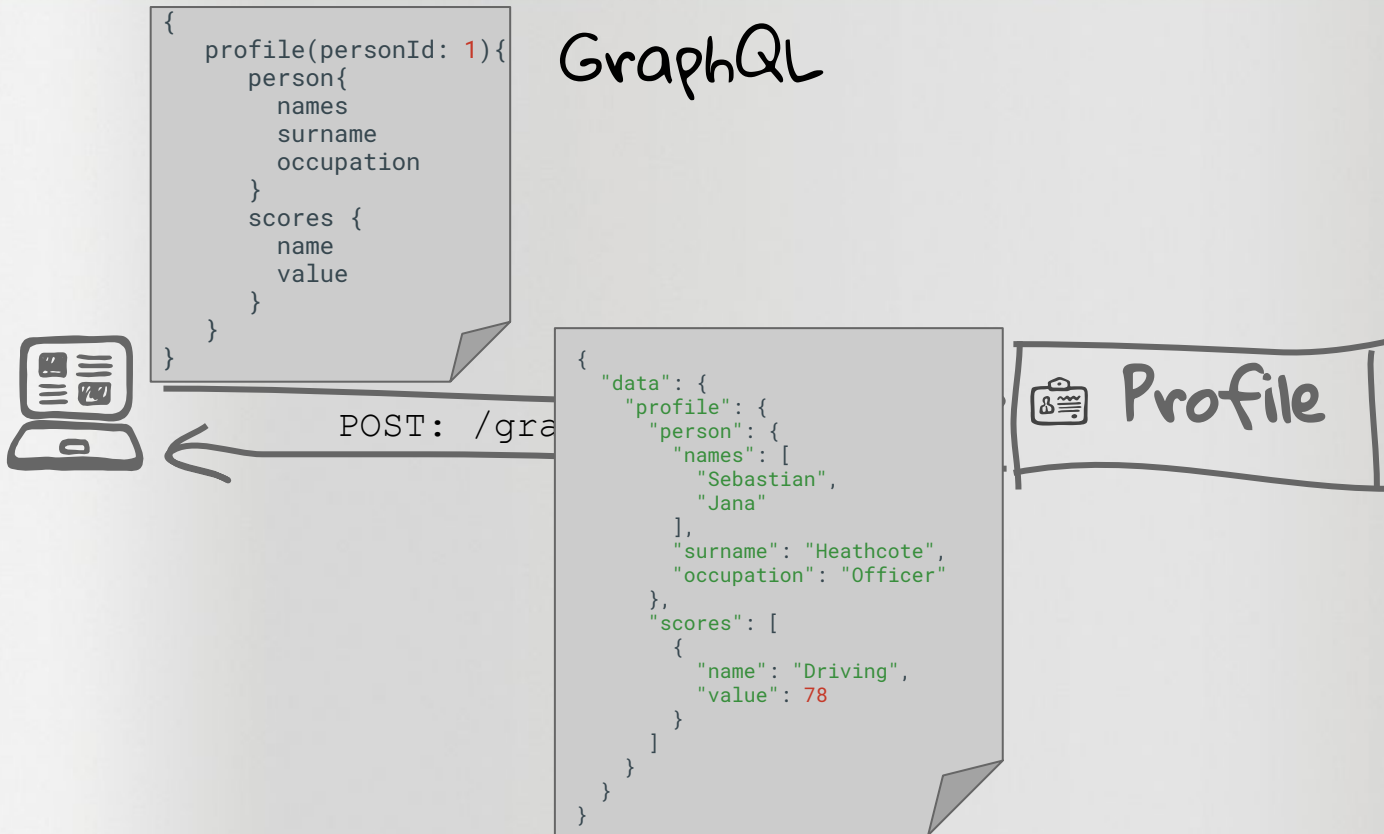 GraphQL
{
   profile(personId: 1){
      person{
        names
        surname
        occupation
      }
      scores {
        name
        value
      }
   }
}
POST: /gra
{
  "data": {
    "profile": {
      "person": {
        "names": [
          "Sebastian",
          "Jana"
        ],
        "surname": "Heathcote",
        "occupation": "Officer"
      },
      "scores": [
        {
          "name": "Driving",
          "value": 78
        }
      ]
    }
  }
}
Profile